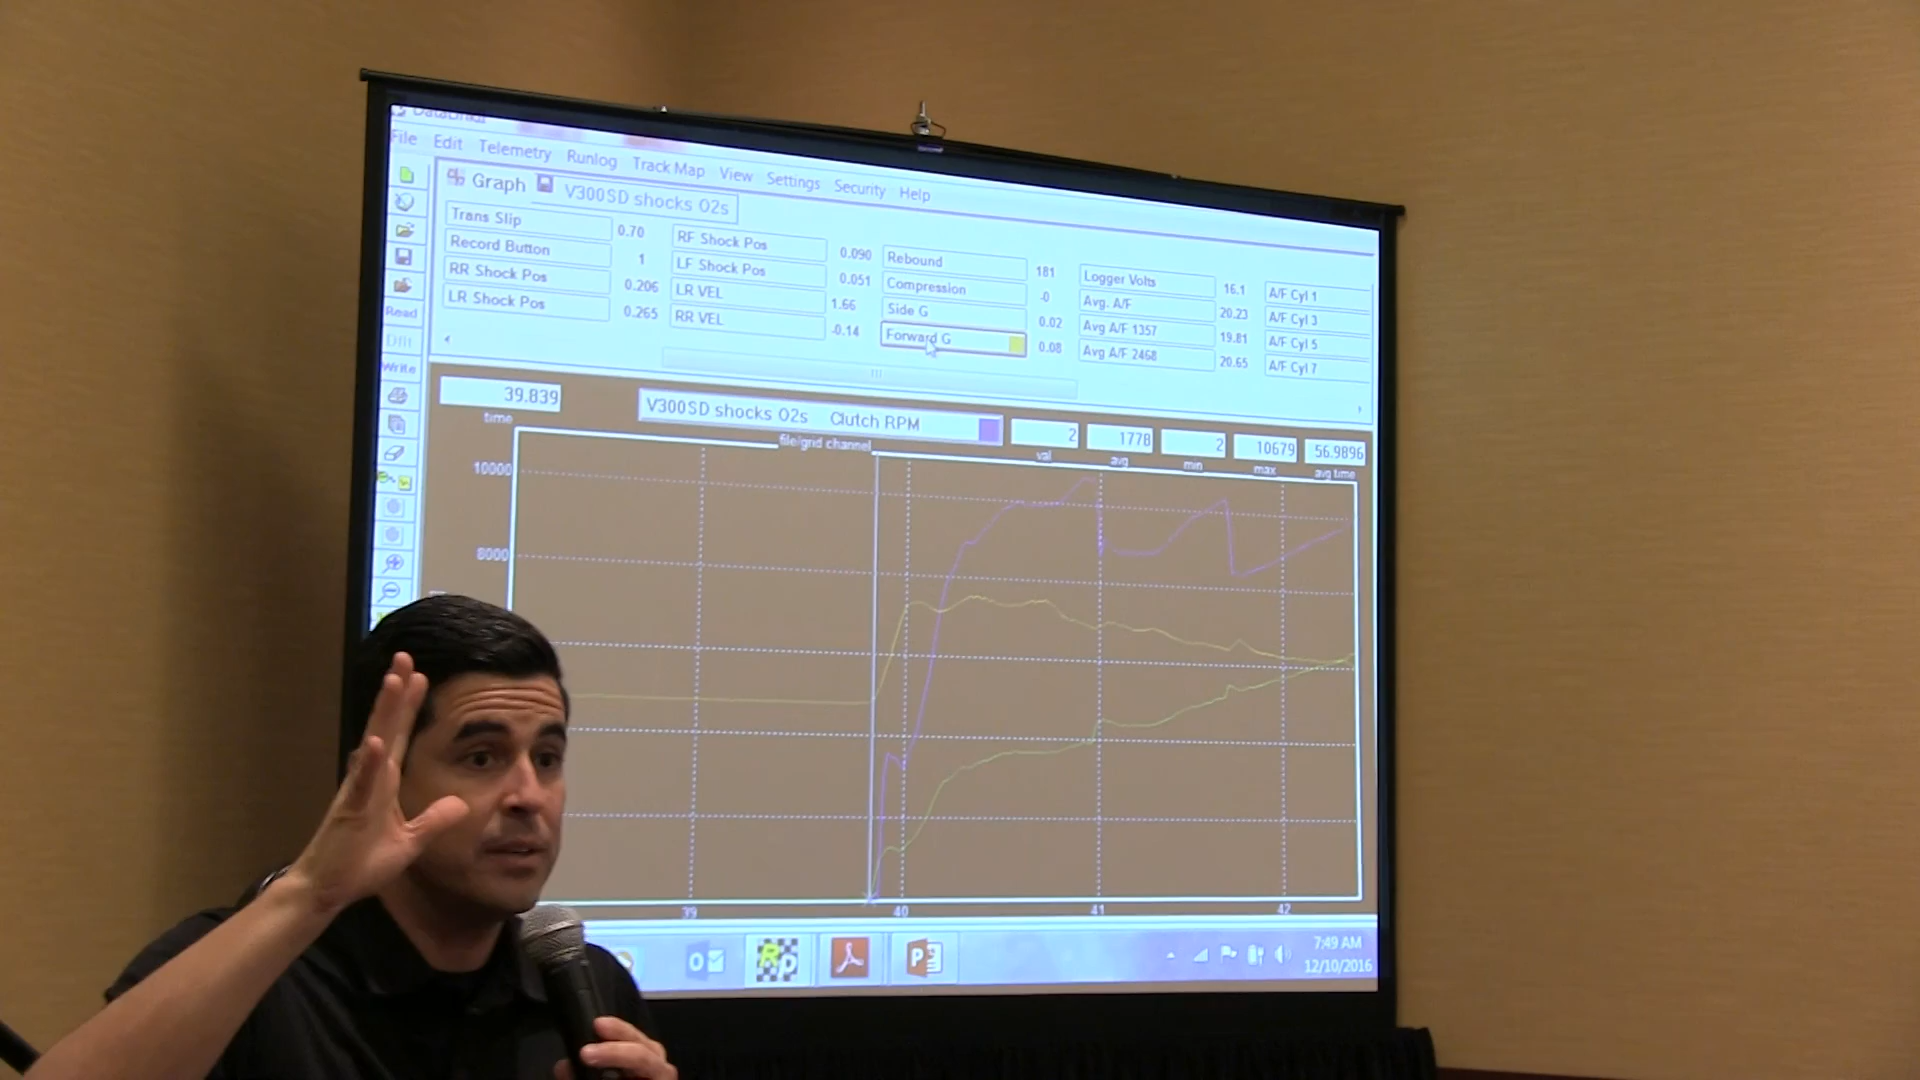 DataLink
File Edit Telemetry Runlog Track Map View Settings Security Help
Graph V300SD shocks O2s
Trans Slip 0.70
Record Button 1
RR Shock Pos 0.206
LR Shock Pos 0.265
RF Shock Pos 0.090
LF Shock Pos 0.051
LR VEL 1.66
RR VEL -0.14
Rebound 181
Compression -0
Side G 0.02
Forward G 0.08
Logger Volts 16.1
Avg. A/F 20.23
Avg A/F 1357 19.81
Avg A/F 2468 20.65
A/F Cyl 1
A/F Cyl 3
A/F Cyl 5
A/F Cyl 7
Read
Write
39.839
time
V300SD shocks O2s Clutch RPM
file/grid channel
2
val
1778
avg
2
min
10679
max
56.9896
avg time
10000
8000
39 40 41 42
RD
7:49 AM
12/10/2016